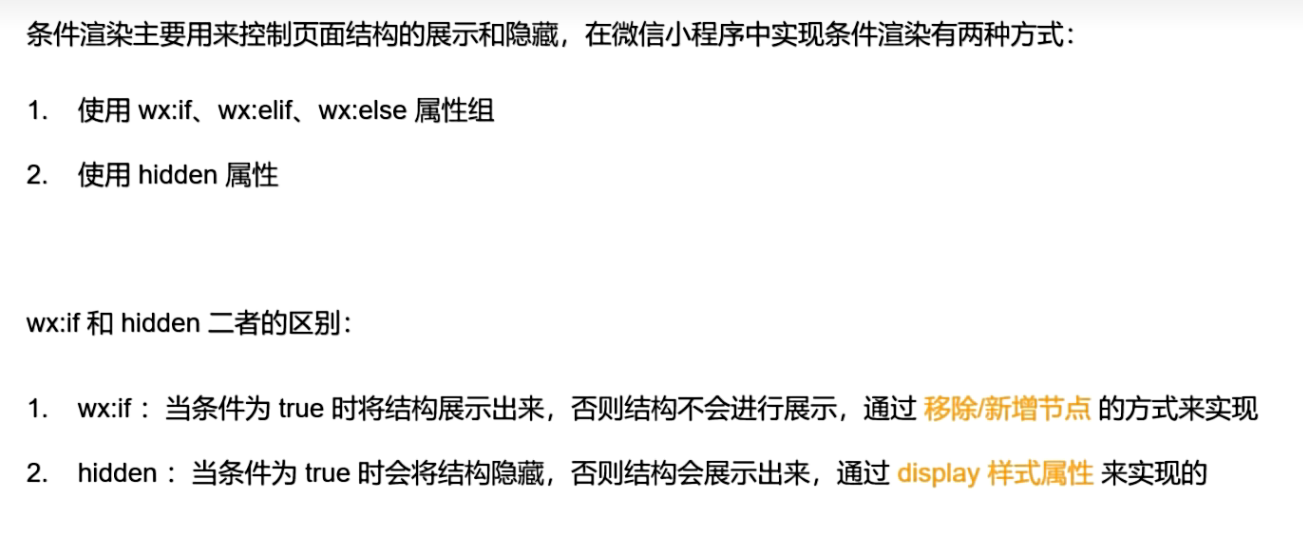 条件渲染主要用来控制页面结构的展示和隐藏，在微信小程序中实现条件渲染有两种方式：
1. 使用 wx:if、wx:elif、wx:else 属性组
2. 使用 hidden 属性
wx:if 和 hidden 二者的区别：
1. wx:if ：当条件为 true 时将结构展示出来，否则结构不会进行展示，通过 移除/新增节点 的方式来实现
2. hidden ：当条件为 true 时会将结构隐藏，否则结构会展示出来，通过 display 样式属性 来实现的